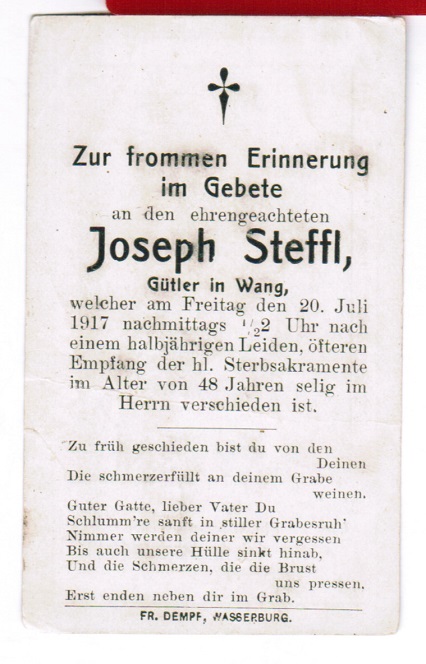 Zur frommen Erinnerung
im Gebete
an den ehrengeachteten
Joseph Steffl,
Gütler in Wang,
welcher am Freitag den 20. Juli
1917 nachmittags ½2 Uhr nach
einem halbjährigen Leiden, öfteren
Empfang der hl. Sterbsakramente
im Alter von 48 Jahren selig im
Herrn verschieden ist.
Zu früh geschieden bist du von den
Deinen
Die schmerzerfüllt an deinem Grabe
weinen.
Guter Gatte, lieber Vater Du
Schlumm're sanft in stiller Grabesruh'
Nimmer werden deiner wir vergessen
Bis auch unsere Hülle sinkt hinab,
Und die Schmerzen, die die Brust
uns pressen,
Erst enden neben dir im Grab.
FR. DEMPF, WASSERBURG.